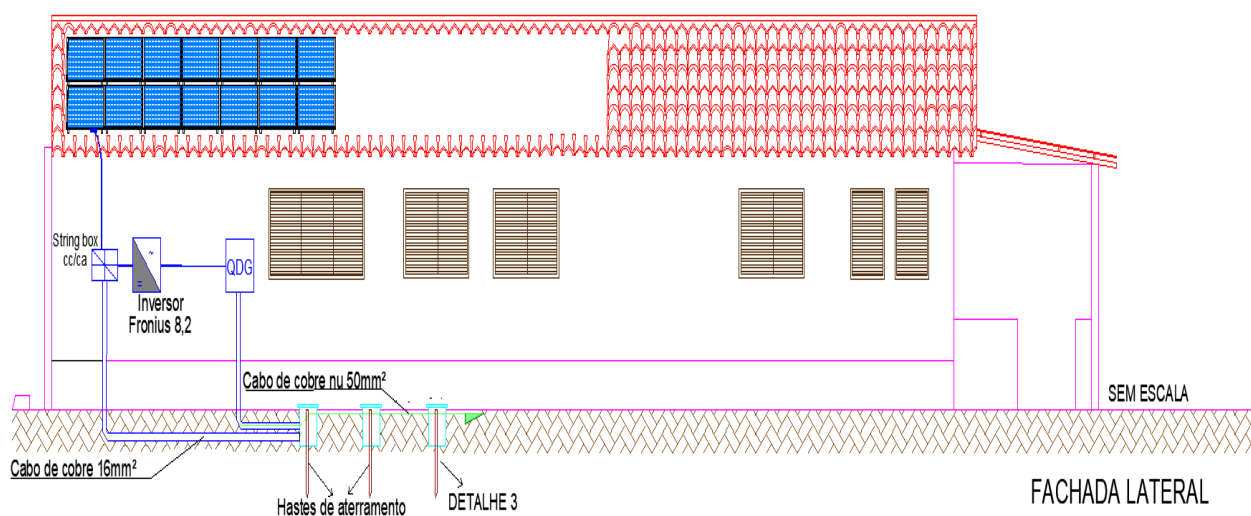 String box
cc/ca
QDG
~
=
Inversor
Fronius 8,2
Cabo de cobre nu 50mm²
SEM ESCALA
Cabo de cobre 16mm²
Hastes de aterramento
DETALHE 3
FACHADA LATERAL